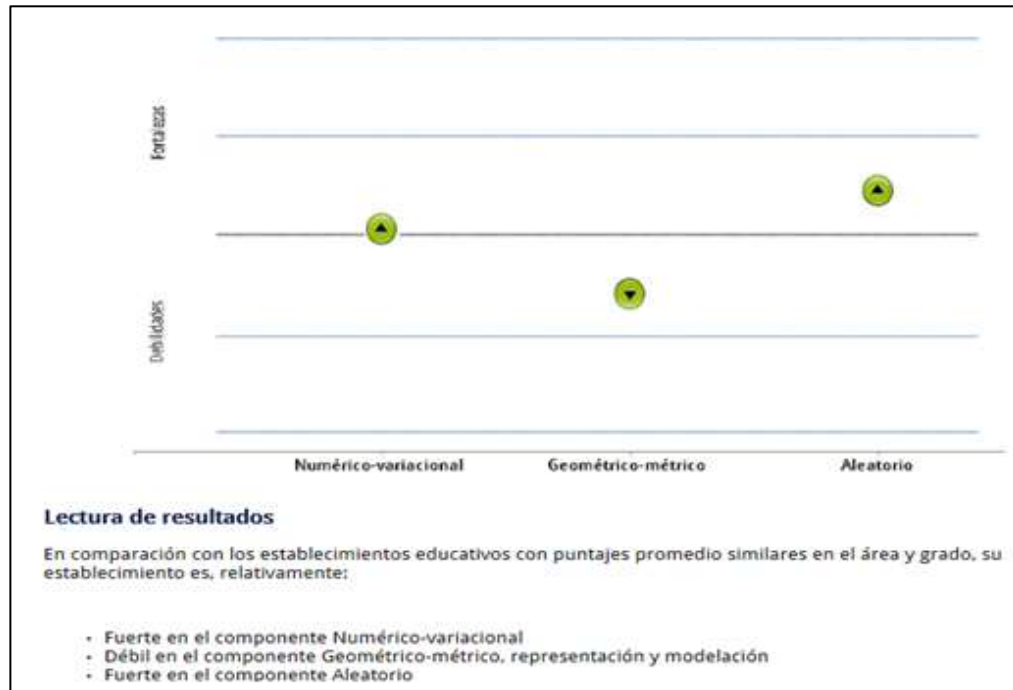 Fortalezas
Debilidades
Numérico-variacional Geométrico-métrico Aleatorio
Lectura de resultados
En comparación con los establecimientos educativos con puntajes promedio similares en el área y grado, su
establecimiento es, relativamente:
· Fuerte en el componente Numérico-variacional
· Débil en el componente Geométrico-métrico, representación y modelación
· Fuerte en el componente Aleatorio